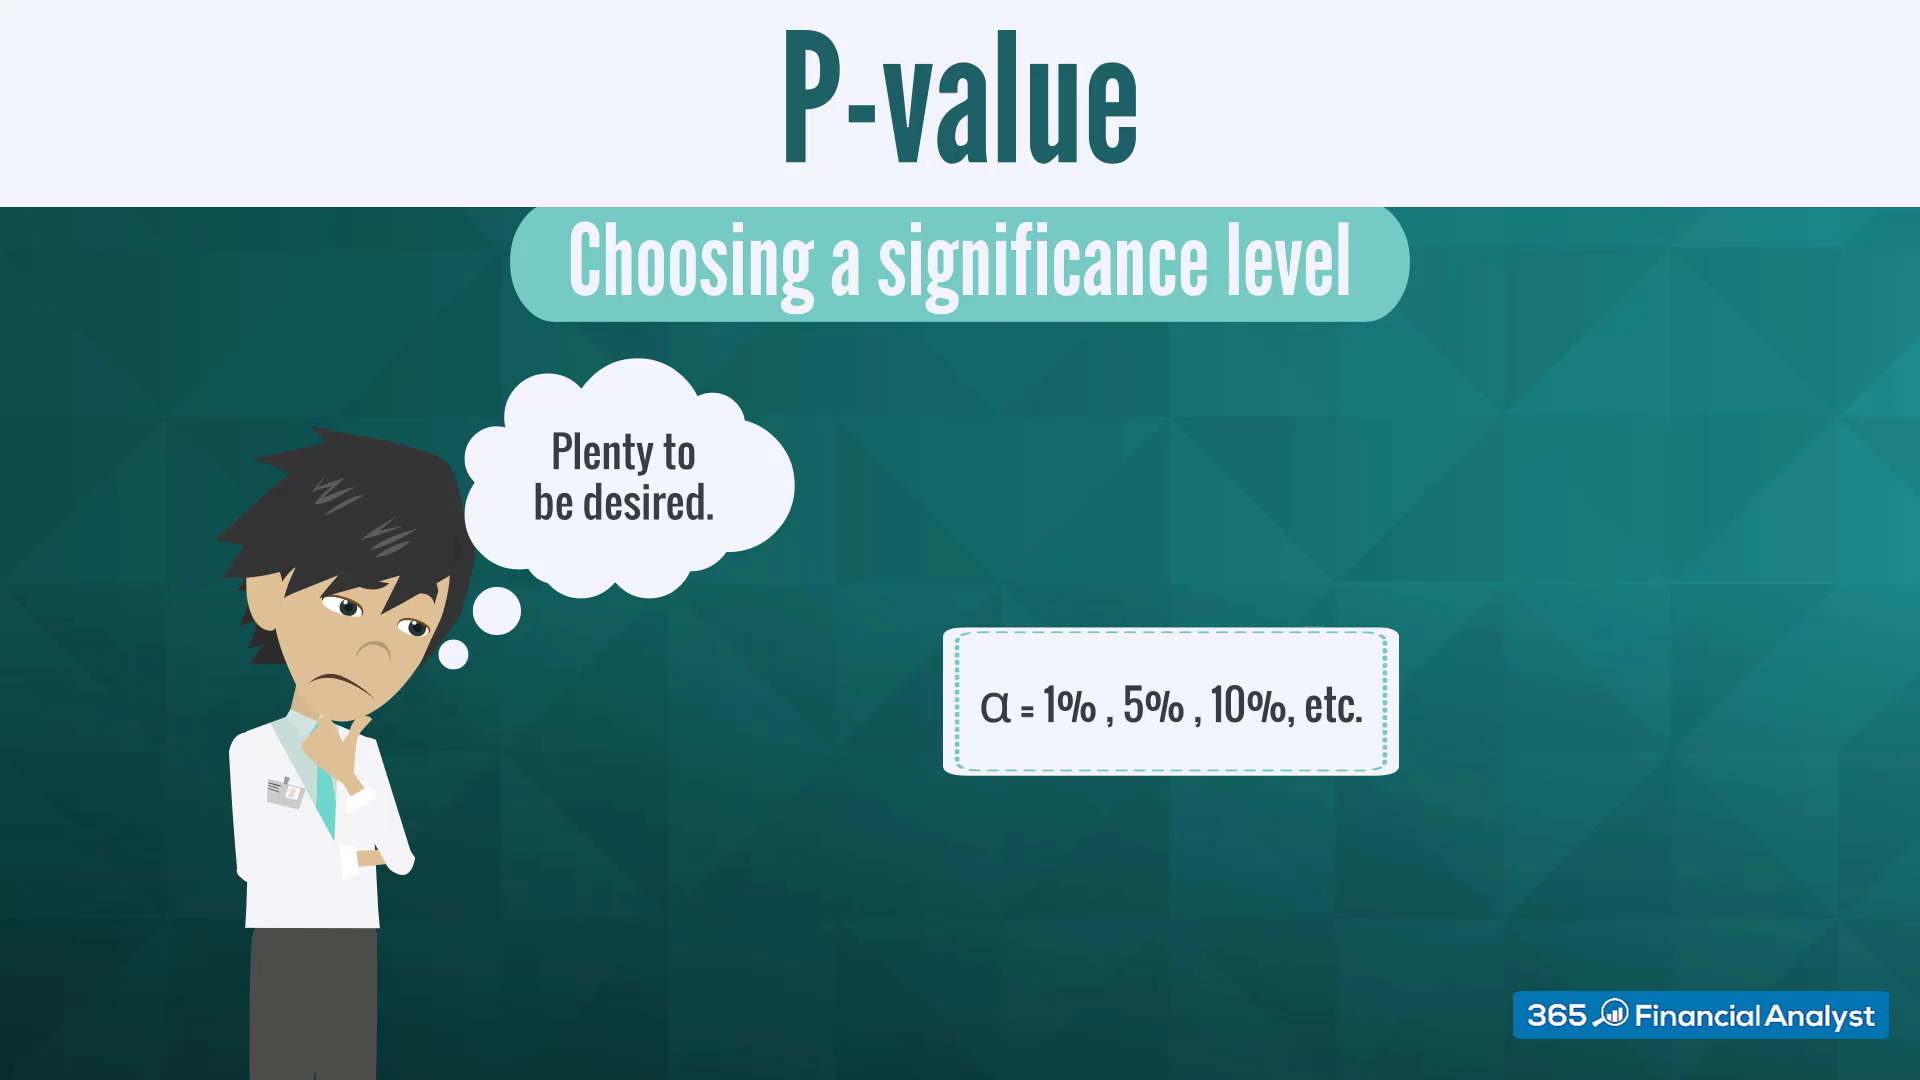 P-value
Choosing a significance level
Plenty to
be desired.
α = 1% , 5% , 10%, etc.
365 Financial Analyst